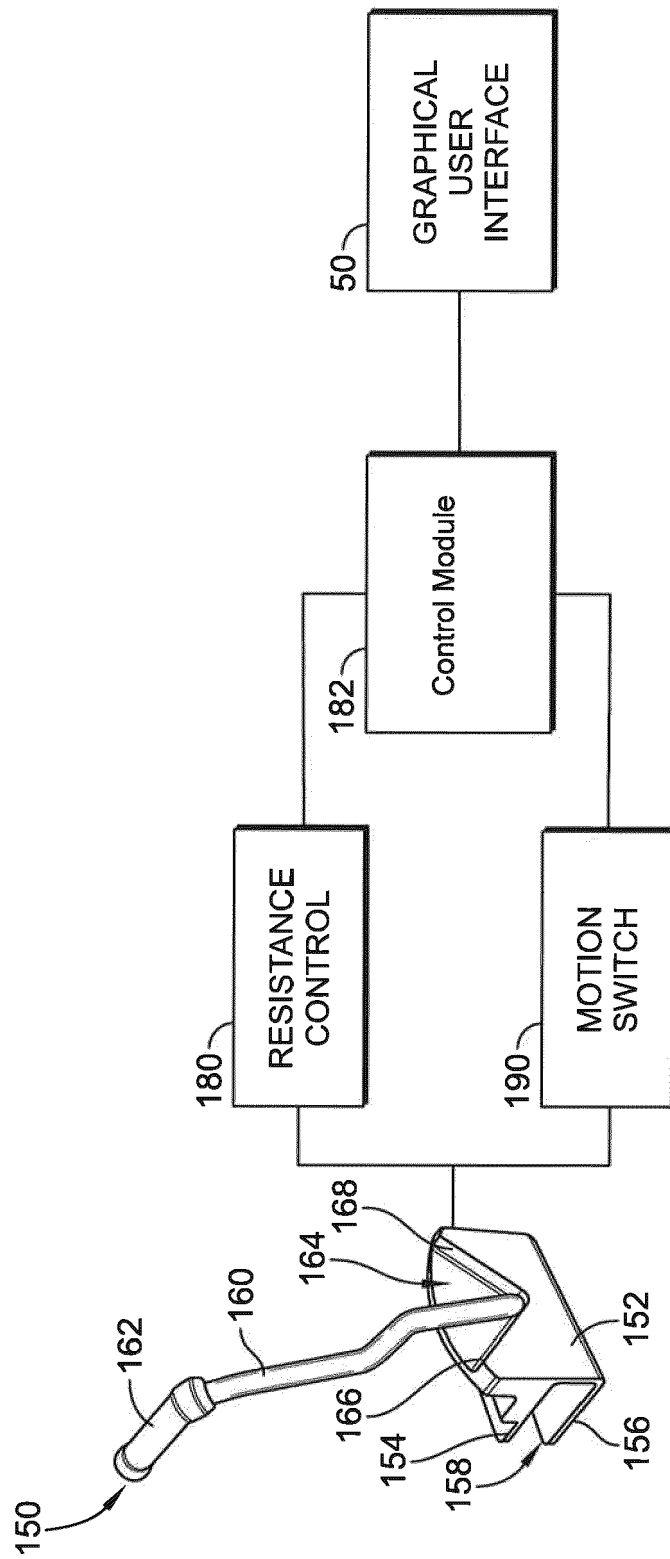 150
162
160
164
168
166
154
158
156
152
180
RESISTANCE
CONTROL
190
MOTION
SWITCH
182
Control Module
50
GRAPHICAL
USER
INTERFACE